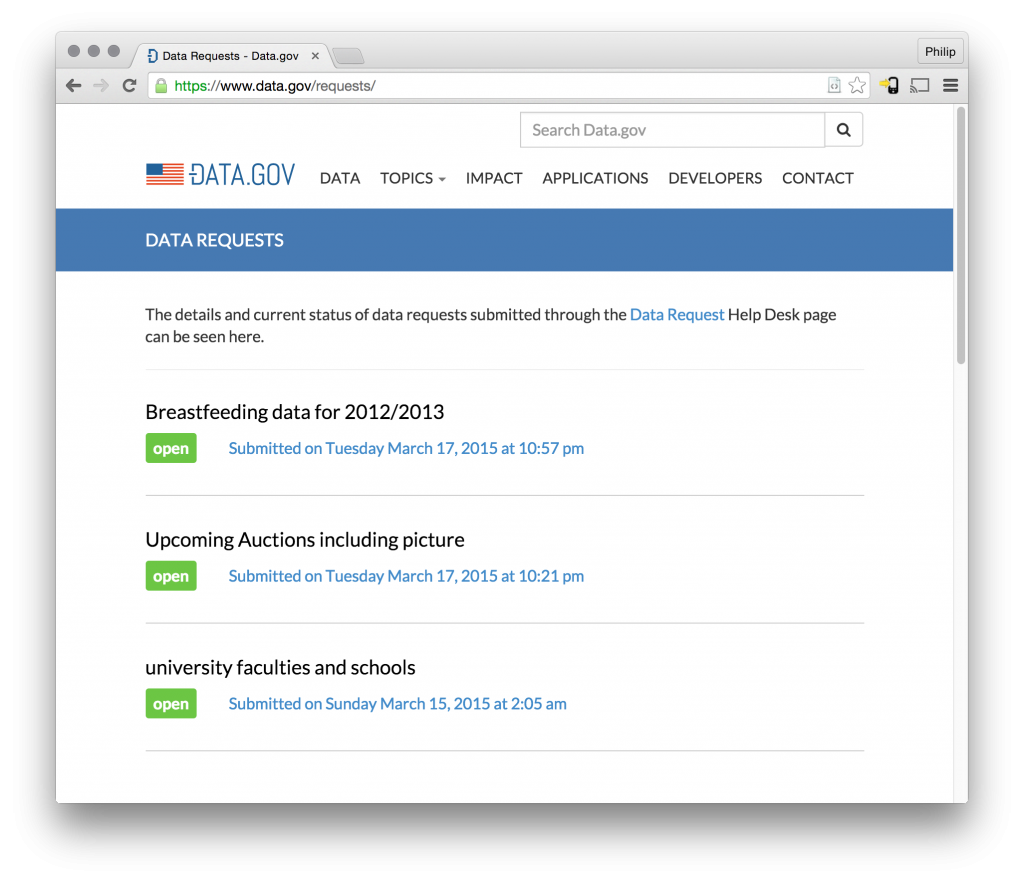 Data Requests - Data.gov
Philip
https://www.data.gov/requests/
Search Data.gov
DATA.GOV DATA TOPICS IMPACT APPLICATIONS DEVELOPERS CONTACT
DATA REQUESTS
The details and current status of data requests submitted through the Data Request Help Desk page
can be seen here.
Breastfeeding data for 2012/2013
open Submitted on Tuesday March 17, 2015 at 10:57 pm
Upcoming Auctions including picture
open Submitted on Tuesday March 17, 2015 at 10:21 pm
university faculties and schools
open Submitted on Sunday March 15, 2015 at 2:05 am